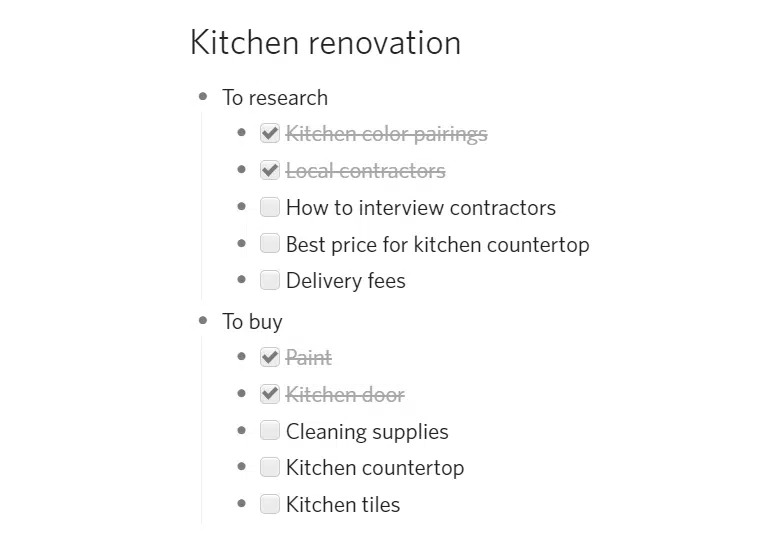 Kitchen renovation
To research
Kitchen color pairings
Local contractors
How to interview contractors
Best price for kitchen countertop
Delivery fees
To buy
Paint
Kitchen door
Cleaning supplies
Kitchen countertop
Kitchen tiles